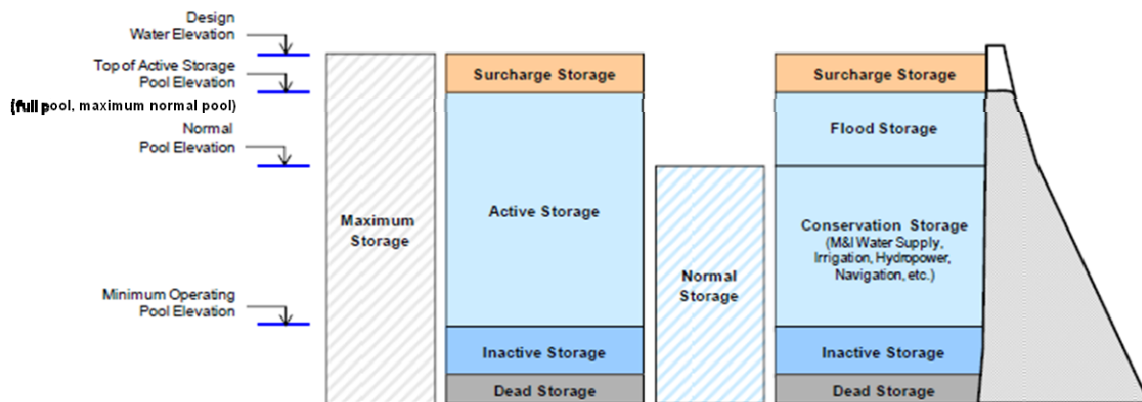 Design
Water Elevation
Top of Active Storage
Pool Elevation
(full pool, maximum normal pool)
Normal
Pool Elevation
Minimum Operating
Pool Elevation
Maximum
Storage
Surcharge Storage
Active Storage
Inactive Storage
Dead Storage
Normal
Storage
Surcharge Storage
Flood Storage
Conservation Storage
(M&I Water Supply,
Irrigation, Hydropower,
Navigation, etc.)
Inactive Storage
Dead Storage